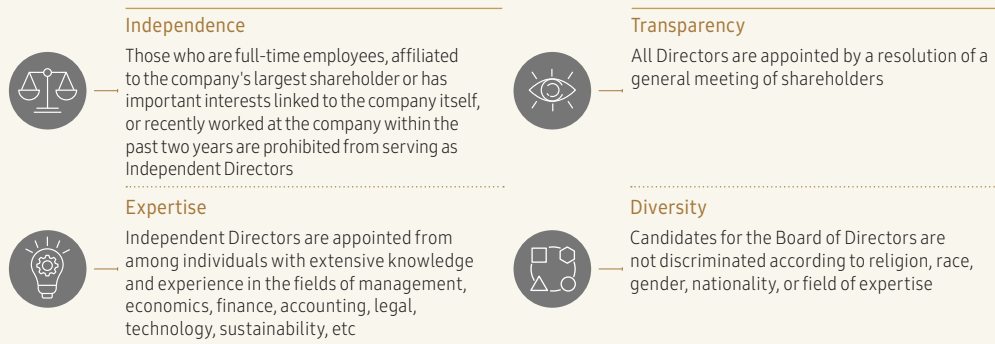 Independence
Those who are full-time employees, affiliated
to the company's largest shareholder or has
important interests linked to the company itself,
or recently worked at the company within the
past two years are prohibited from serving as
Independent Directors
Transparency
All Directors are appointed by a resolution of a
general meeting of shareholders
Expertise
Independent Directors are appointed from
among individuals with extensive knowledge
and experience in the fields of management,
economics, finance, accounting, legal,
technology, sustainability, etc
Diversity
Candidates for the Board of Directors are
not discriminated according to religion, race,
gender, nationality, or field of expertise